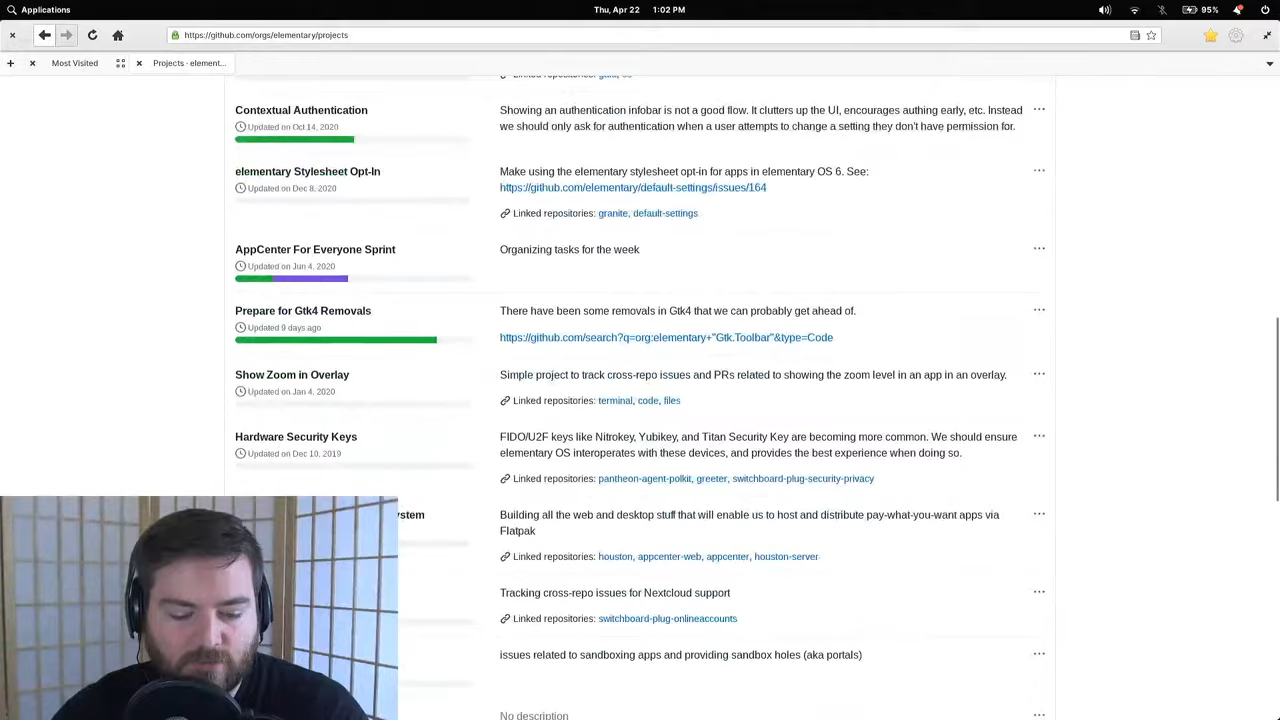 Applications
Thu, Apr 22 1:02 PM
95%
https://github.com/orgs/elementary/projects
Most Visited
Projects · element...
Linked repositories: gala, os
Contextual Authentication
Updated on Oct 14, 2020
Showing an authentication infobar is not a good flow. It clutters up the UI, encourages authing early, etc. Instead
we should only ask for authentication when a user attempts to change a setting they don't have permission for.
elementary Stylesheet Opt-In
Updated on Dec 8, 2020
Make using the elementary stylesheet opt-in for apps in elementary OS 6. See:
https://github.com/elementary/default-settings/issues/164
Linked repositories: granite, default-settings
AppCenter For Everyone Sprint
Updated on Jun 4, 2020
Organizing tasks for the week
Prepare for Gtk4 Removals
Updated 9 days ago
There have been some removals in Gtk4 that we can probably get ahead of.
https://github.com/search?q=org:elementary+"Gtk.Toolbar"&type=Code
Show Zoom in Overlay
Updated on Jan 4, 2020
Simple project to track cross-repo issues and PRs related to showing the zoom level in an app in an overlay.
Linked repositories: terminal, code, files
Hardware Security Keys
Updated on Dec 10, 2019
FIDO/U2F keys like Nitrokey, Yubikey, and Titan Security Key are becoming more common. We should ensure
elementary OS interoperates with these devices, and provides the best experience when doing so.
Linked repositories: pantheon-agent-polkit, greeter, switchboard-plug-security-privacy
ystem
Building all the web and desktop stuff that will enable us to host and distribute pay-what-you-want apps via
Flatpak
Linked repositories: houston, appcenter-web, appcenter, houston-server
Tracking cross-repo issues for Nextcloud support
Linked repositories: switchboard-plug-onlineaccounts
issues related to sandboxing apps and providing sandbox holes (aka portals)
No description